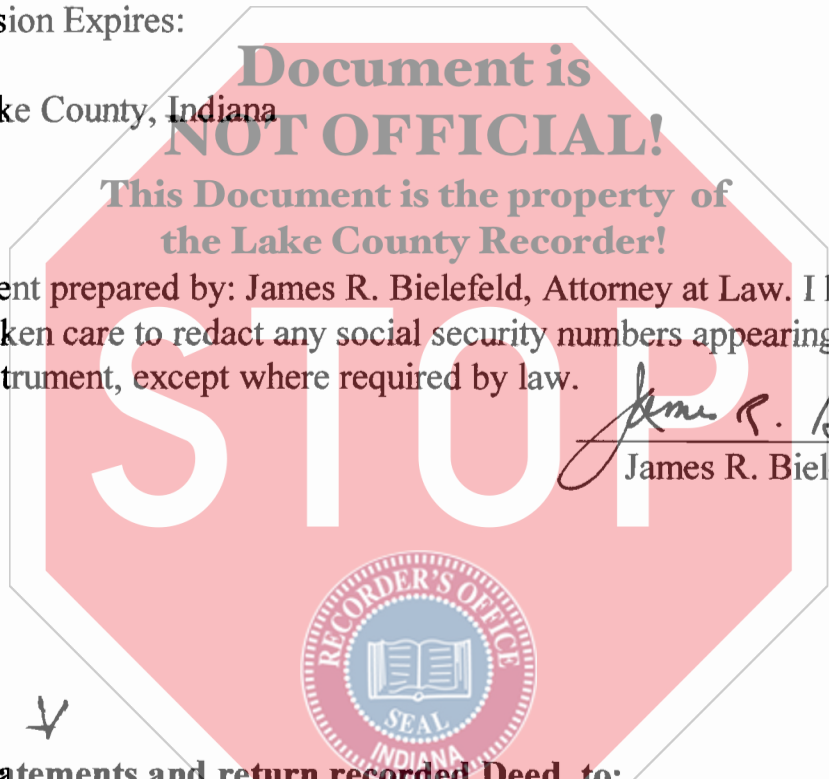 sion Expires:
Document is
ke County, Indiana
NOT OFFICIAL!
This Document is the property of
the Lake County Recorder!
ent prepared by: James R. Bielefeld, Attorney at Law. I
ken care to redact any social security numbers appearing
trument, except where required by law.
STOP
James R.
James R. Biel
RECORDER'S OFFICE
SEAL
INDIANA
atements and return recorded Deed to: